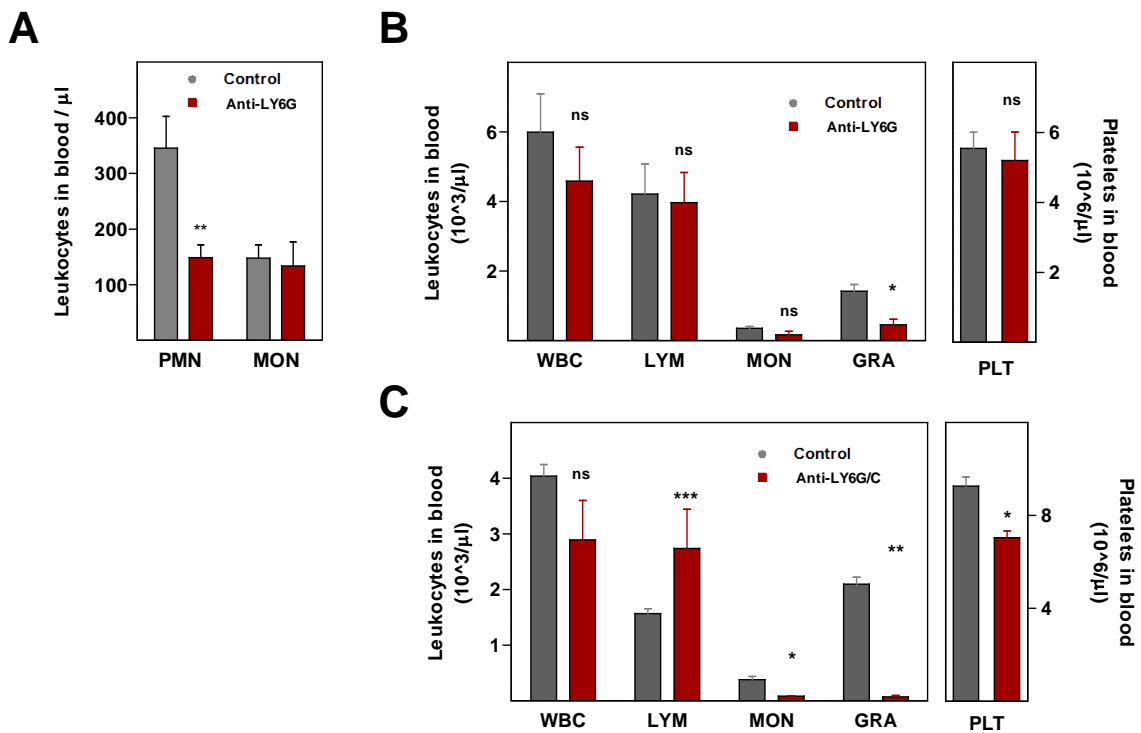 A
Leukocytes in blood / µl
400
300
200
100
Control
Anti-LY6G
**
PMN MON
B
Leukocytes in blood
(10^3/µl)
6
4
2
Control
Anti-LY6G
ns
ns
ns
*
WBC LYM MON GRA
ns
6
4
2
Platelets in blood
(10^6/µl)
PLT
C
Leukocytes in blood
(10^3/µl)
4
3
2
1
Control
Anti-LY6G/C
ns
***
*
**
WBC LYM MON GRA
*
8
4
Platelets in blood
(10^6/µl)
PLT